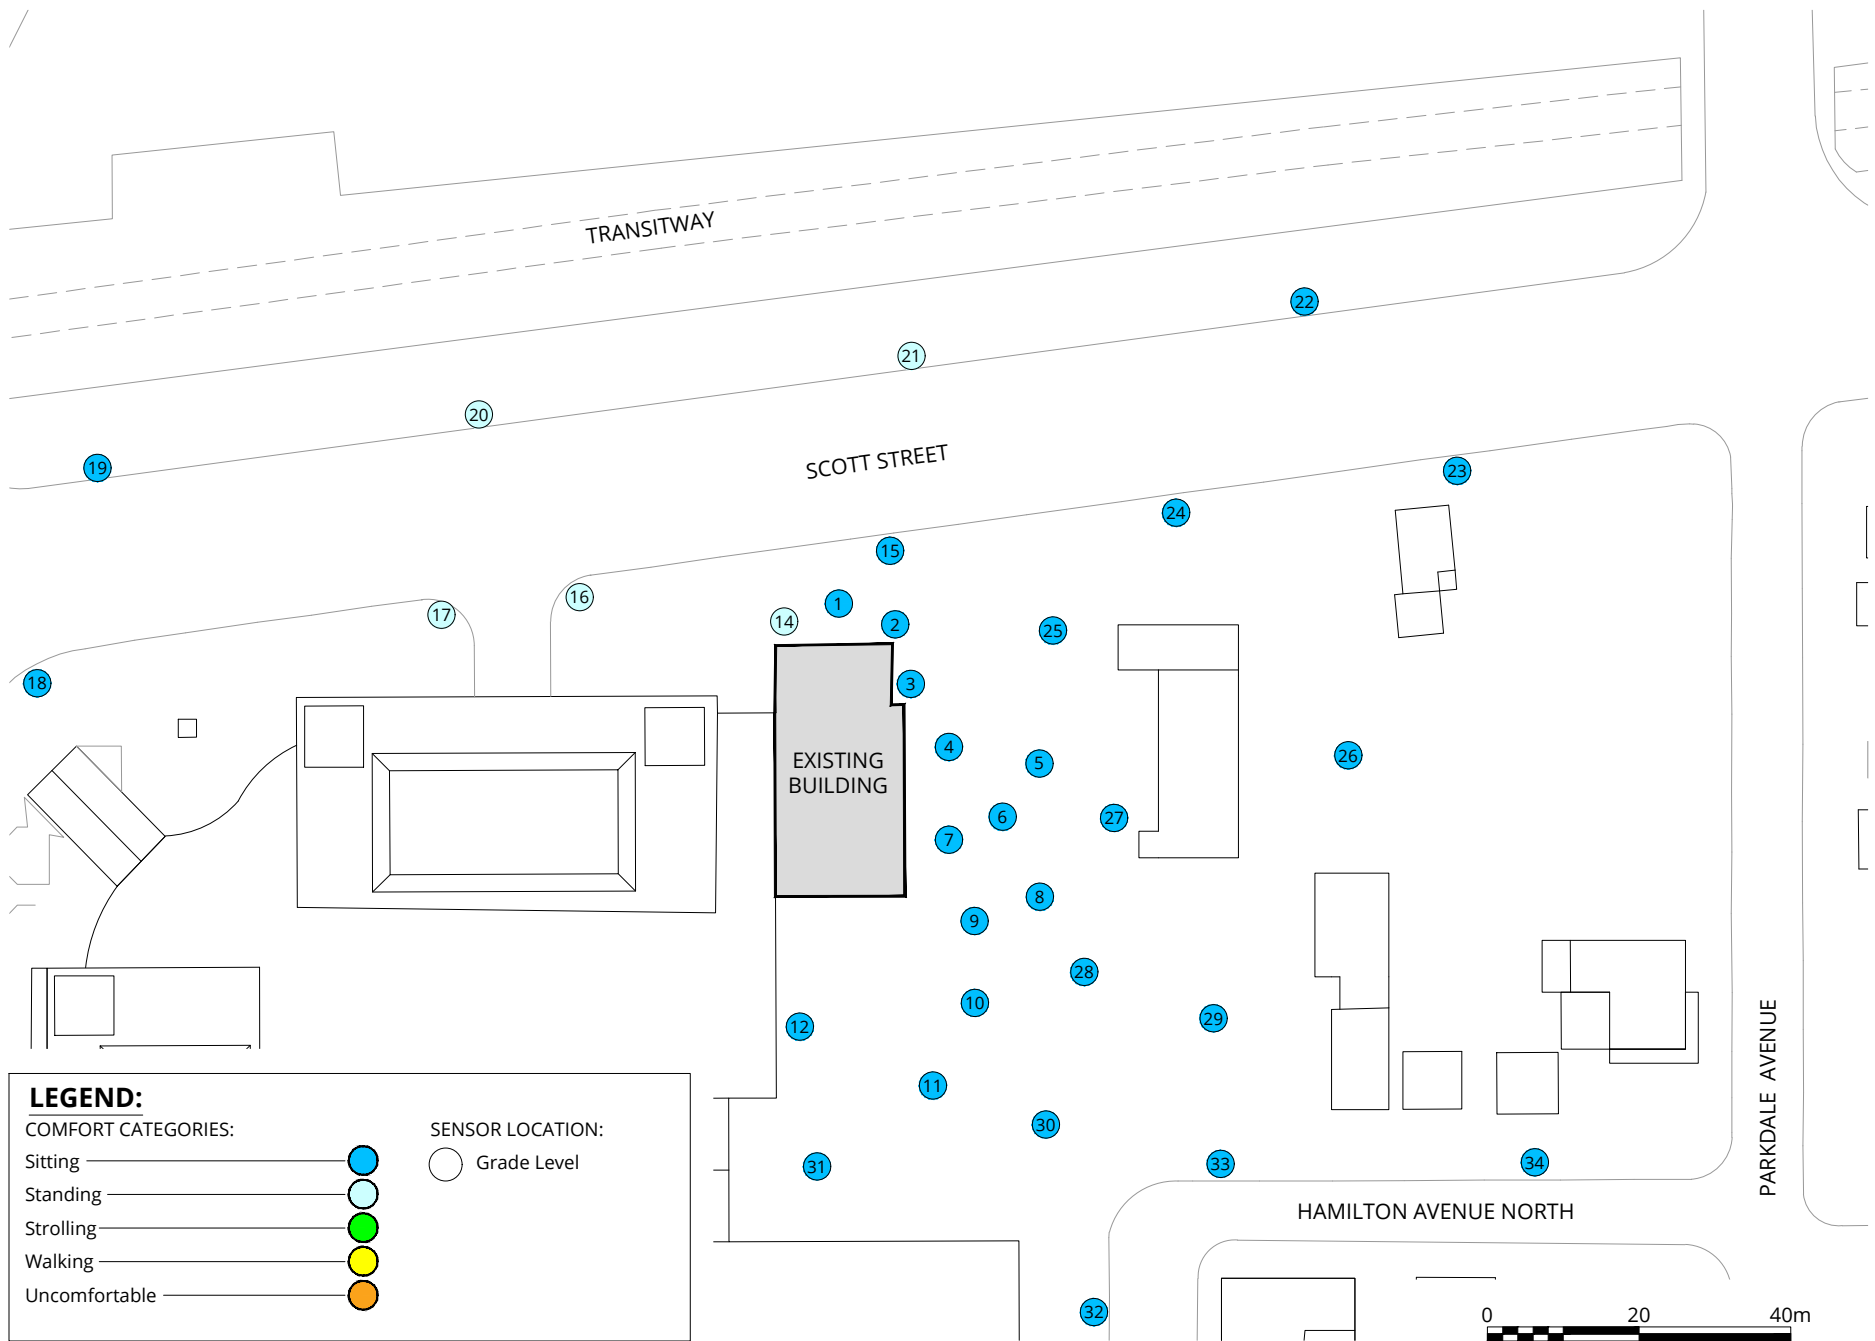 TRANSITWAY
22
21
20
SCOTT STREET
19
23
24
15
16
1
17
14
2
25
18
3
4
EXISTING
BUILDING
5
26
6
27
7
8
9
28
10
29
12
11
30
31
33
34
PARKDALE AVENUE
HAMILTON AVENUE NORTH
32
LEGEND:
COMFORT CATEGORIES:
Sitting
Standing
Strolling
Walking
Uncomfortable
SENSOR LOCATION:
Grade Level
0 20 40m